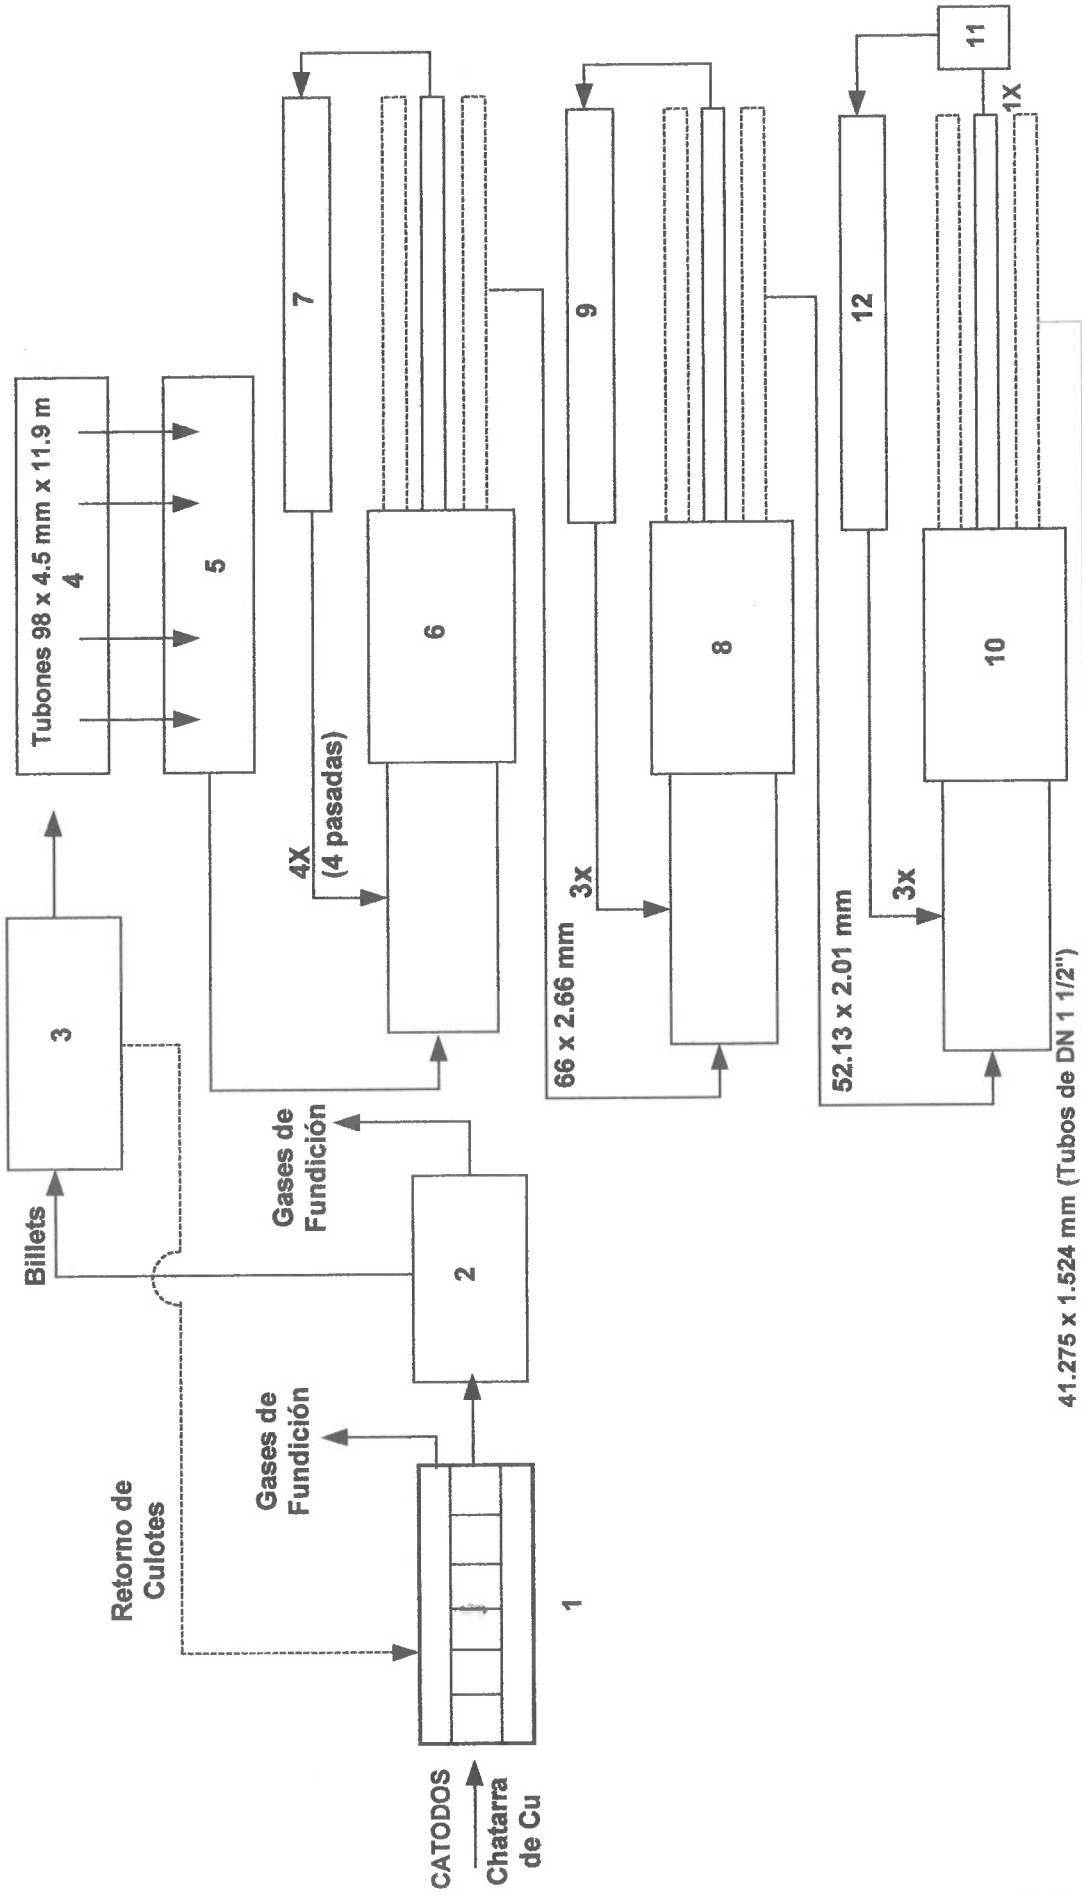 CATODOS
Chatarra
de Cu
1
Retorno de
Culotes
Gases de
Fundición
2
Gases de
Fundición
Billets
3
Tubones 98 x 4.5 mm x 11.9 m
4
5
4X
(4 pasadas)
6
7
66 x 2.66 mm
3x
8
9
52.13 x 2.01 mm
3x
10
1X
11
12
41.275 x 1.524 mm (Tubos de DN 1 1/2")